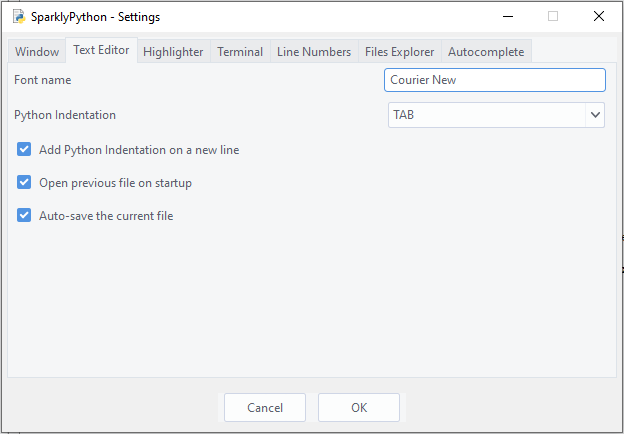 SparklyPython - Settings
Window Text Editor Highlighter Terminal Line Numbers Files Explorer Autocomplete
Font name Courier New
Python Indentation TAB
Add Python Indentation on a new line
Open previous file on startup
Auto-save the current file
Cancel OK